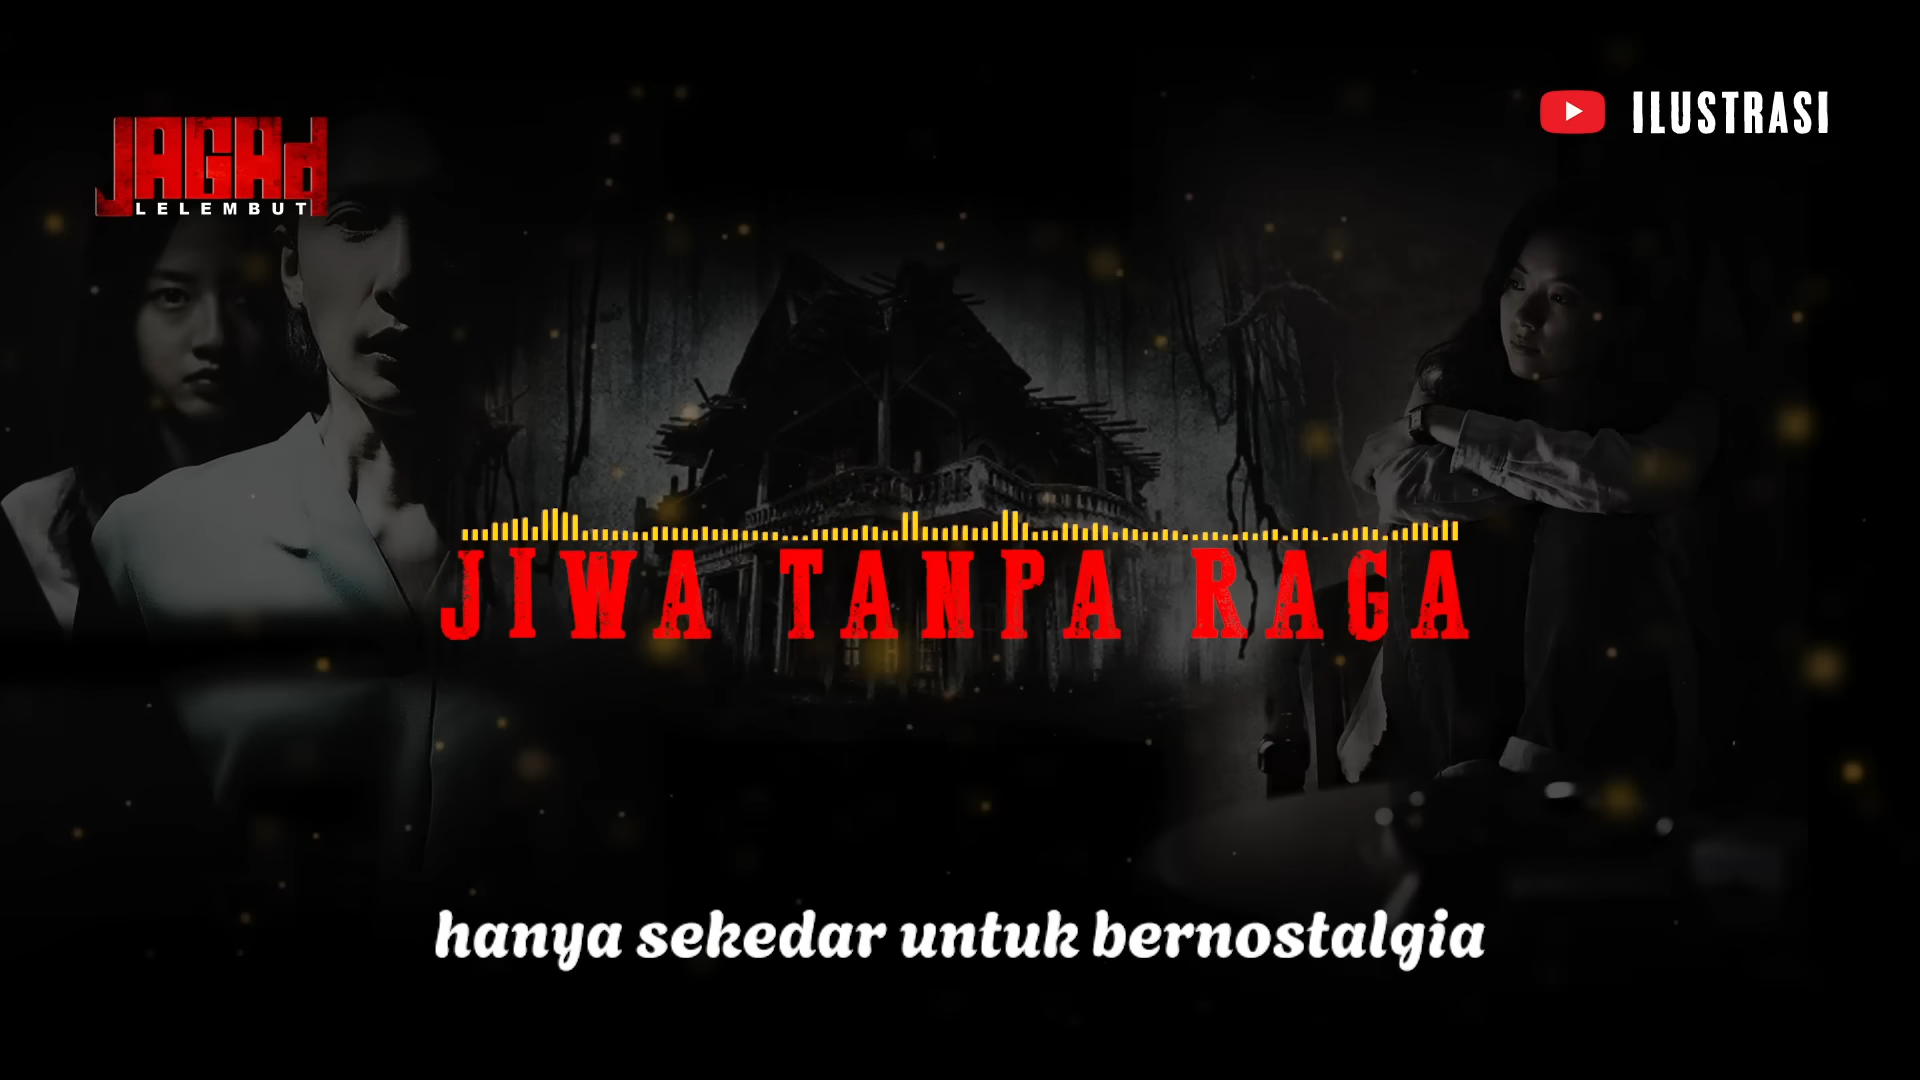 JAGAd
LELEMBUT
ILUSTRASI
JIWA TANPA RAGA
hanya sekedar untuk bernostalgia